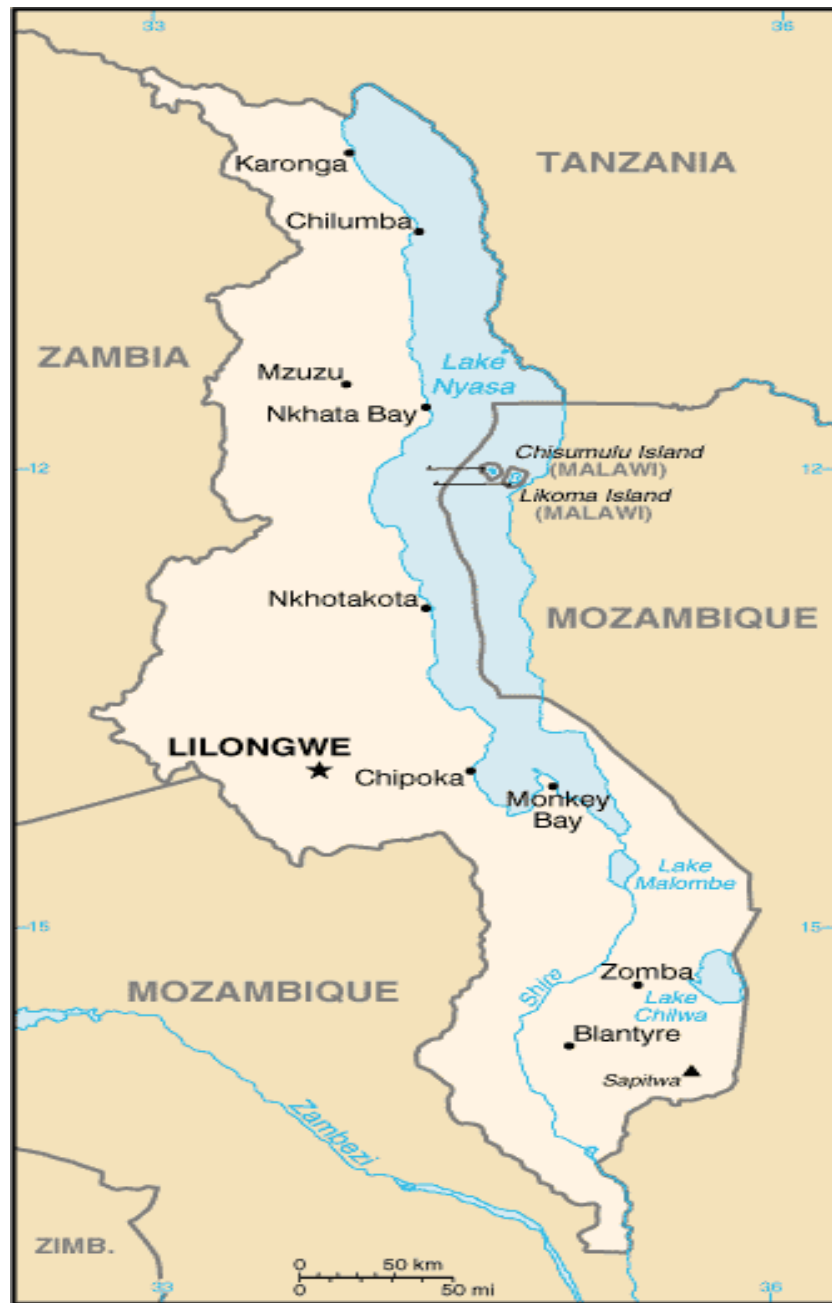 33
36
Karonga
TANZANIA
Chilumba
ZAMBIA
Lake
Nyasa
Mzuzu
Nkhata Bay
Chisumulu Island
(MALAWI)
12
12
Likoma Island
(MALAWI)
Nkhotakota
MOZAMBIQUE
LILONGWE
Chipoka
Monkey
Bay
Lake
Malombe
15
15
Zomba
MOZAMBIQUE
Shire
Lake
Chilwa
Blantyre
Sapitwa
Zambezi
ZIMB.
0
50 km
0
50 mi
33
36